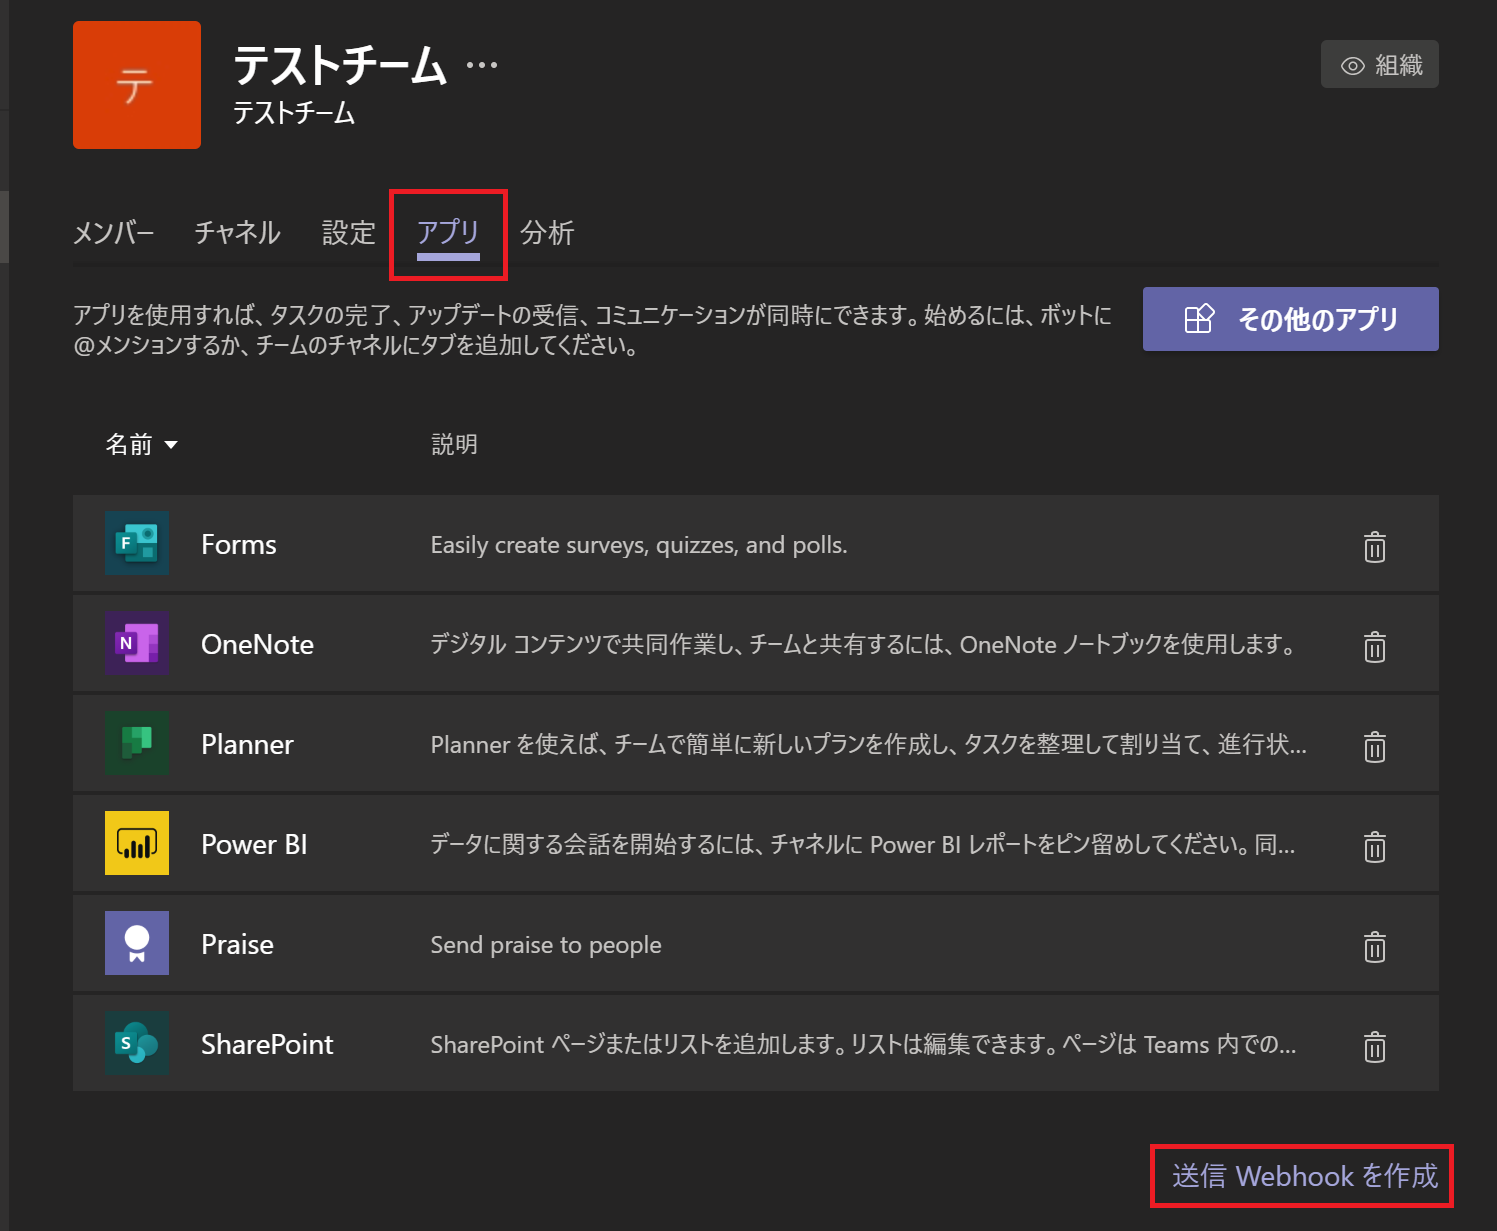 テ
テストチーム …
テストチーム
組織
メンバー チャネル 設定 アプリ 分析
アプリを使用すれば、タスクの完了、アップデートの受信、コミュニケーションが同時にできます。始めるには、ボットに
@メンションするか、チームのチャネルにタブを追加してください。
その他のアプリ
名前 説明
F Forms Easily create surveys, quizzes, and polls.
N OneNote デジタル コンテンツで共同作業し、チームと共有するには、OneNote ノートブックを使用します。
Planner Planner を使えば、チームで簡単に新しいプランを作成し、タスクを整理して割り当て、進行状...
Power BI データに関する会話を開始するには、チャネルに Power BI レポートをピン留めしてください。同...
Praise Send praise to people
S SharePoint SharePoint ページまたはリストを追加します。リストは編集できます。ページは Teams 内での...
送信 Webhook を作成